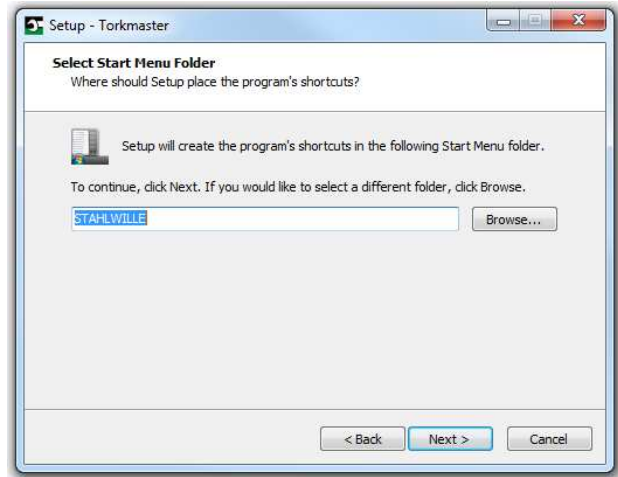 Setup - Torkmaster
Select Start Menu Folder
Where should Setup place the program's shortcuts?
Setup will create the program's shortcuts in the following Start Menu folder.
To continue, click Next. If you would like to select a different folder, click Browse.
STAHLWILLE
Browse...
< Back
Next >
Cancel